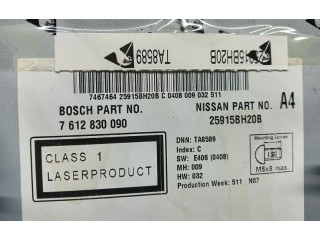 TA8589
25915BH20B
7467464 25915BH20B C 0408 009 032 511
BOSCH PART NO.
7 612 830 090
NISSAN PART NO.
25915BH20B
A4
CLASS 1
LASERPRODUCT
DNN: TA8589
Index: C
SW: E406 (0408)
MH: 009
HW: 032
Production Week: 511 N07
Mounting Screws
M5x8 max.